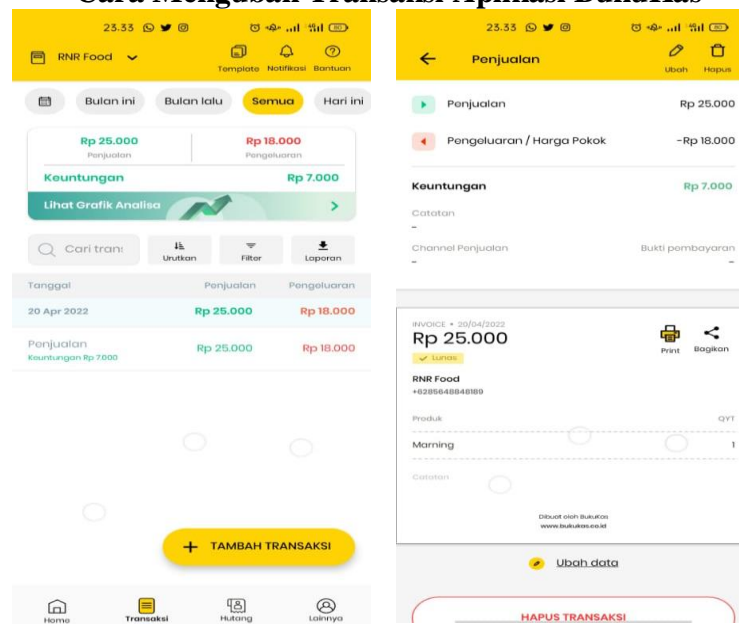 Cara Mengubah Transaksi Aplikasi BukuKas
23.33
RNR Food
Template Notifikasi Bantuan
Bulan ini Bulan lalu Semua Hari ini
Rp 25.000 Rp 18.000
Penjualan Pengeluaran
Keuntungan Rp 7.000
Lihat Grafik Analisa
Cari tran
Urutkan Filter Laporan
Tanggal Penjualan Pengeluaran
20 Apr 2022 Rp 25.000 Rp 18.000
Penjualan Rp 25.000 Rp 18.000
Keuntungan Rp 7.000
+ TAMBAH TRANSAKSI
Home Transaksi Hutang Lainnya
23.33
Penjualan
Ubah Hapus
Penjualan Rp 25.000
Pengeluaran / Harga Pokok -Rp 18.000
Keuntungan Rp 7.000
Catatan
-
Channel Penjualan Bukti pembayaran
- -
INVOICE • 20/04/2022
Rp 25.000
Print Bagikan
Lunas
RNR Food
+6285648848189
Produk QYT
Marning 1
Catatan
Dibuat oleh BukuKas
www.bukukas.co.id
Ubah data
HAPUS TRANSAKSI